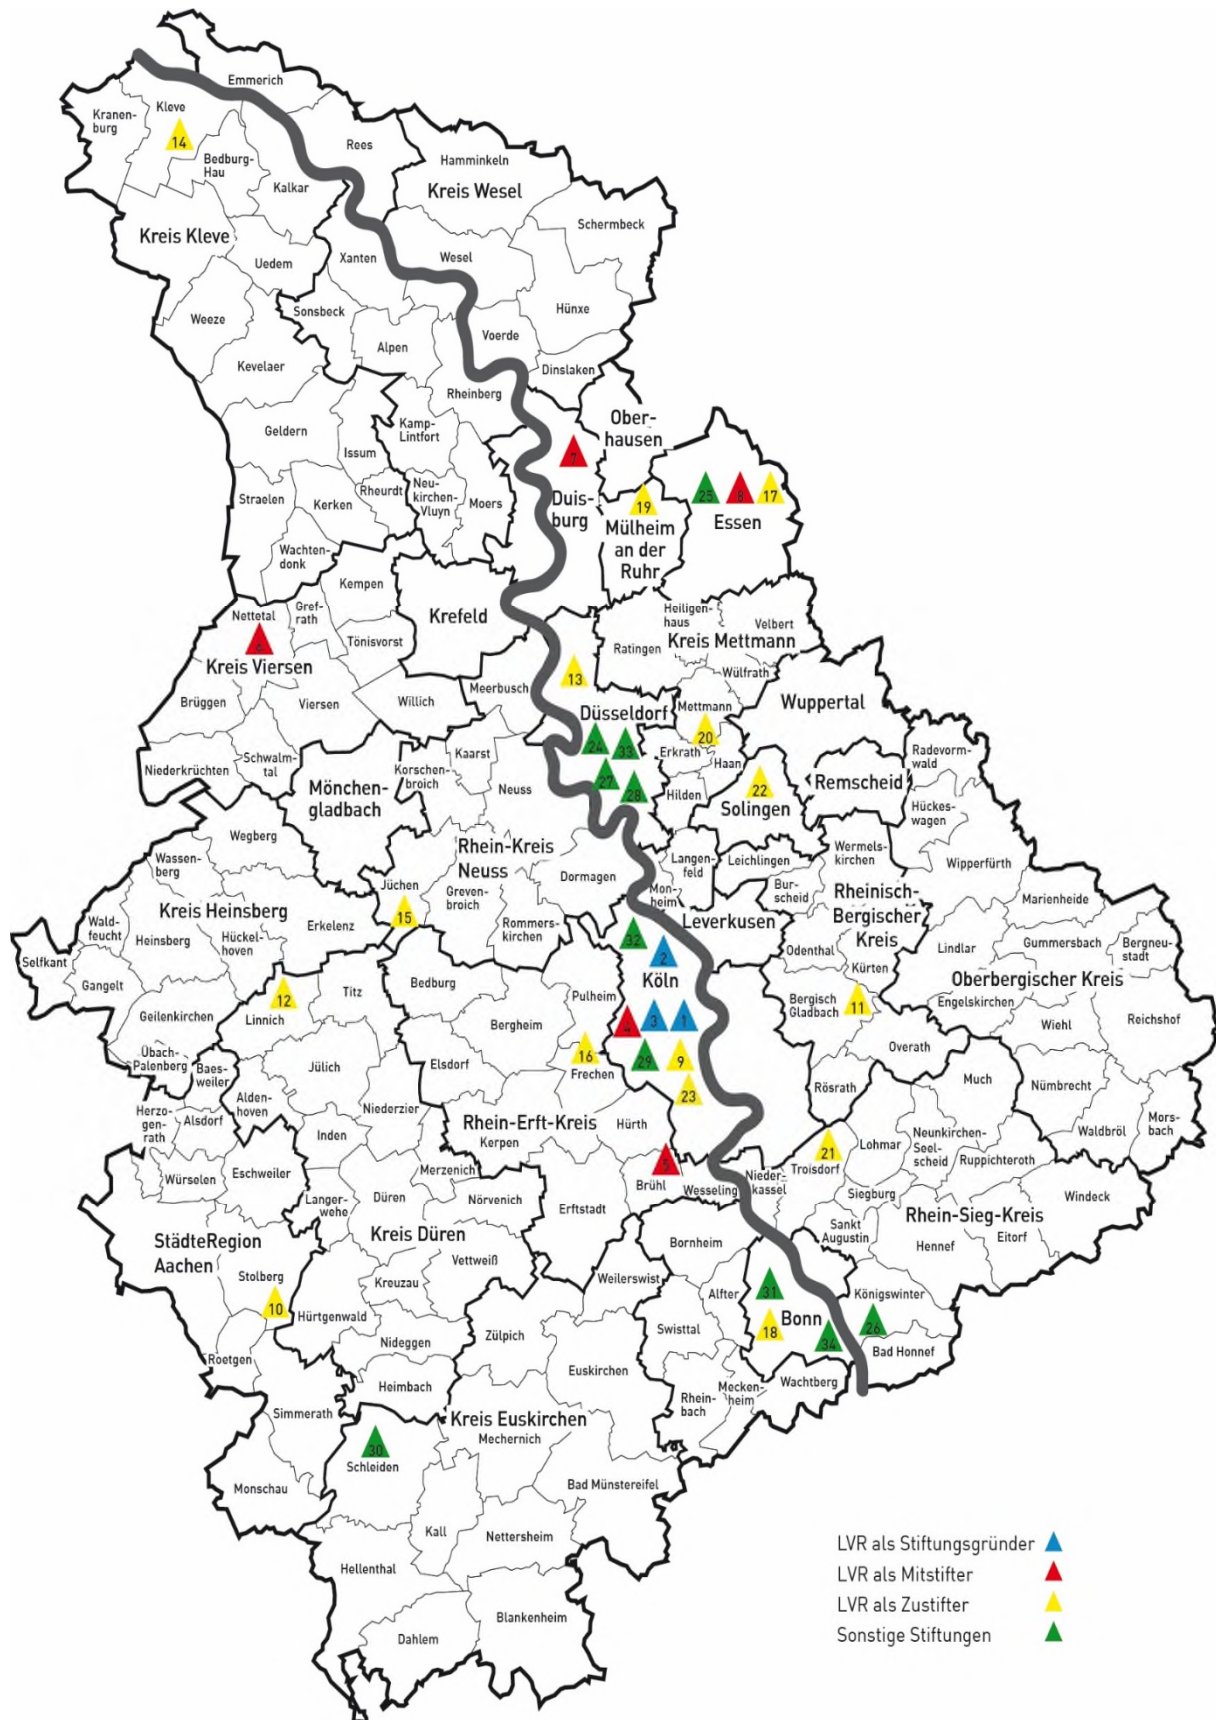 Emmerich
Kranen-
burg
Kleve
14
Bedburg-
Hau
Rees
Kalkar
Hamminkeln
Kreis Wesel
Schermbeck
Kreis Kleve
Uedem
Xanten
Wesel
Weeze
Sonsbeck
Hünxe
Voerde
Alpen
Kevelaer
Dinslaken
Rheinberg
Geldern
Issum
Kamp-
Lintfort
Ober-
hausen
7
Straelen
Kerken
Rheurdt
Neu-
kirchen-
Vluyn
Moers
Duis-
burg
19
Mülheim
an der
Ruhr
25
8
17
Essen
Wachten-
donk
Kempen
Nettetal
Gref-
rath
Krefeld
6
Kreis Viersen
Tönisvorst
Heiligen-
haus
Velbert
Ratingen
Kreis Mettmann
Wülfrath
13
Brüggen
Viersen
Willich
Meerbusch
Düsseldorf
Mettmann
20
Wuppertal
24
33
27
28
Erkrath
Haan
Hilden
Niederkrüchten
Schwalm-
tal
Kaarst
Korschen-
broich
Neuss
Mönchen-
gladbach
22
Solingen
Remscheid
Radevorm-
wald
Hückes-
wagen
Wegberg
Wassen-
berg
Rhein-Kreis
Neuss
Dormagen
Langen-
feld
Leichlingen
Wermels-
kirchen
Wipperfürth
Mon-
heim
Bur-
scheid
Rheinisch-
Bergischer
Kreis
Marienheide
Jüchen
15
Greven-
broich
Rommers-
kirchen
Kreis Heinsberg
Erkelenz
Wald-
feucht
Heinsberg
Hückel-
hoven
Leverkusen
32
2
Köln
Odenthal
Kürten
Lindlar
Gummersbach
Bergneu-
stadt
Selfkant
Gangelt
Oberbergischer Kreis
Engelskirchen
12
Linnich
Titz
Bedburg
Pulheim
Geilenkirchen
Bergheim
4
3
1
Bergisch
Gladbach
11
Wiehl
Reichshof
Übach-
Palenberg
Baes-
weiler
Jülich
Elsdorf
16
Frechen
29
9
23
Overath
Rösrath
Much
Nümbrecht
Herzo-
gen-
rath
Alsdorf
Alden-
hoven
Niederzier
Inden
Rhein-Erft-Kreis
Kerpen
Hürth
Mors-
bach
Waldbröl
Würselen
Eschweiler
Merzenich
5
Brühl
Wesseling
Nieder-
kassel
21
Troisdorf
Lohmar
Neunkirchen-
Seel-
scheid
Ruppichteroth
Langer-
wehe
Düren
Nörvenich
Erftstadt
Siegburg
Windeck
Rhein-Sieg-Kreis
StädteRegion
Aachen
Kreis Düren
Vettweiß
Bornheim
Sankt
Augustin
Hennef
Eitorf
Stolberg
10
Kreuzau
Weilerswist
31
Königswinter
Hürtgenwald
Alfter
Bonn
18
34
26
Bad Honnef
Roetgen
Nideggen
Zülpich
Swisttal
Euskirchen
Heimbach
Wachtberg
Rhein-
bach
Mecken-
heim
Simmerath
Kreis Euskirchen
Mechernich
30
Schleiden
Monschau
Bad Münstereifel
Kall
Nettersheim
Hellenthal
Blankenheim
Dahlem
LVR als Stiftungsgründer
LVR als Mitstifter
LVR als Zustifter
Sonstige Stiftungen